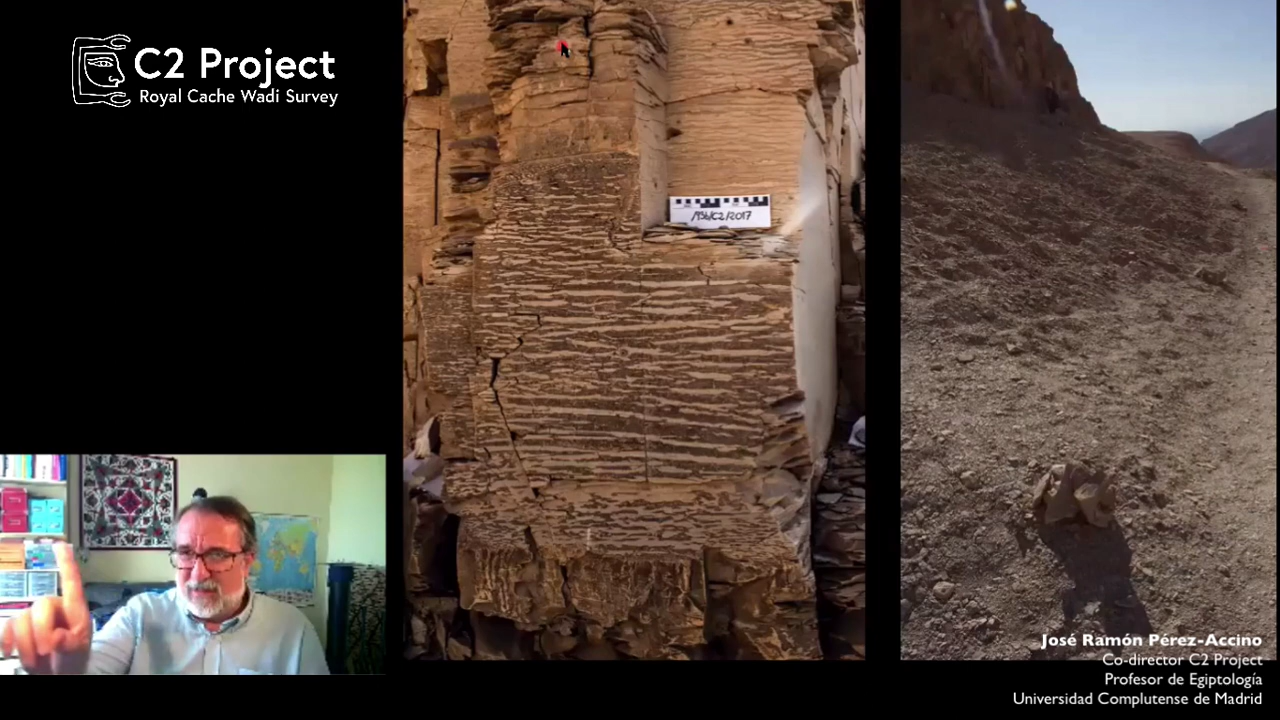 C2 Project
Royal Cache Wadi Survey
José Ramón Pérez-Accino
Co-director C2 Project
Profesor de Egiptología
Universidad Complutense de Madrid